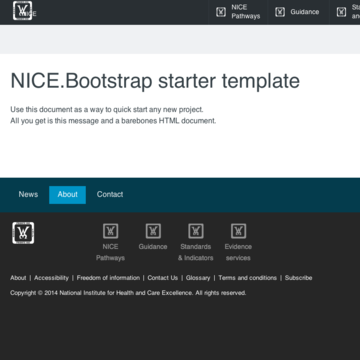 NICE
NICE
Pathways
Guidance
NICE.Bootstrap starter template
Use this document as a way to quick start any new project.
All you get is this message and a barebones HTML document.
News
About
Contact
NICE
Pathways
Guidance
Standards
& Indicators
Evidence
services
About | Accessibility | Freedom of information | Contact Us | Glossary | Terms and conditions | Subscribe
Copyright © 2014 National Institute for Health and Care Excellence. All rights reserved.